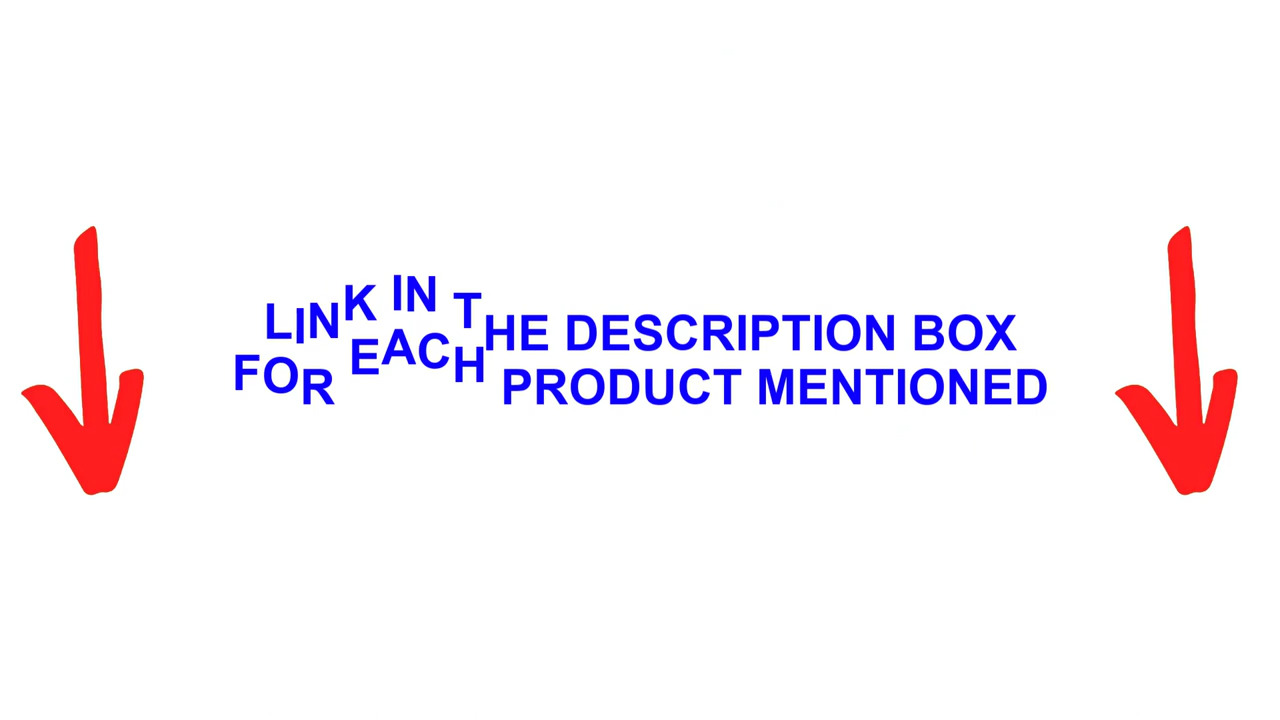 LINK IN THE DESCRIPTION BOX
FOR EACH PRODUCT MENTIONED